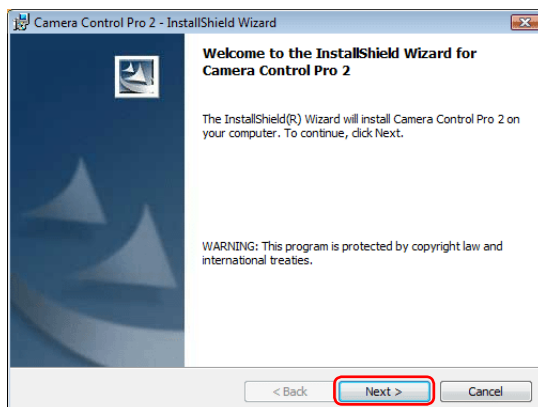 Camera Control Pro 2 - InstallShield Wizard
Welcome to the InstallShield Wizard for
Camera Control Pro 2
The InstallShield(R) Wizard will install Camera Control Pro 2 on
your computer. To continue, click Next.
WARNING: This program is protected by copyright law and
international treaties.
< Back Next > Cancel